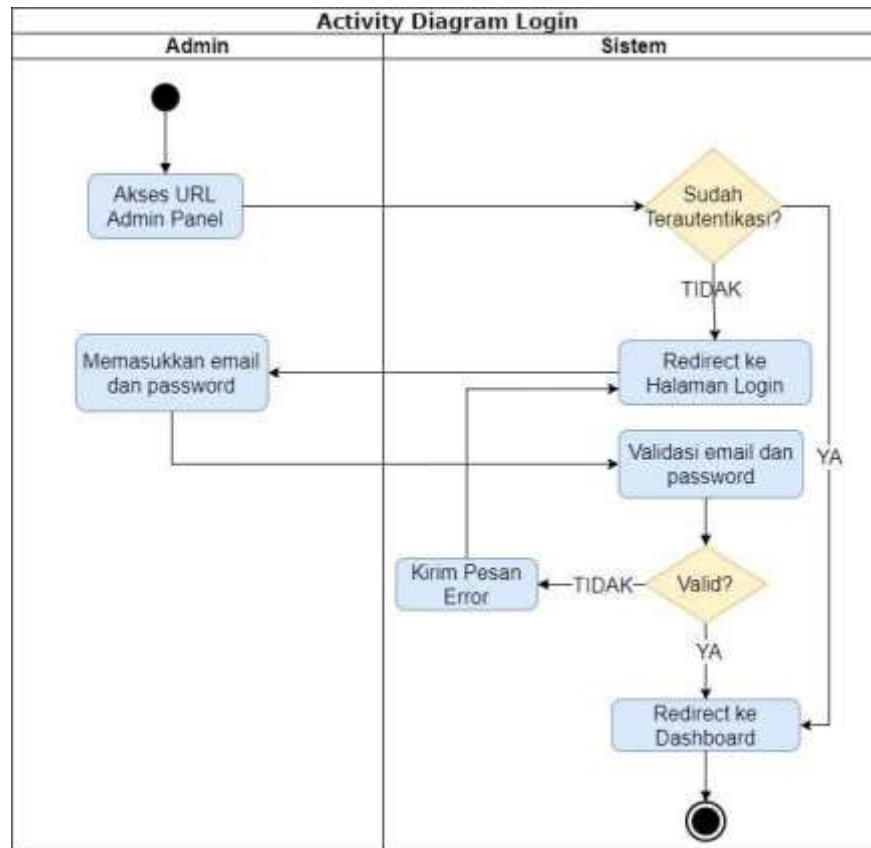 Activity Diagram Login
Admin
Sistem
Akses URL
Admin Panel
Sudah
Terautentikasi?
TIDAK
Memasukkan email
dan password
Redirect ke
Halaman Login
Validasi email dan
password
YA
Kirim Pesan
Error
TIDAK
Valid?
YA
Redirect ke
Dashboard